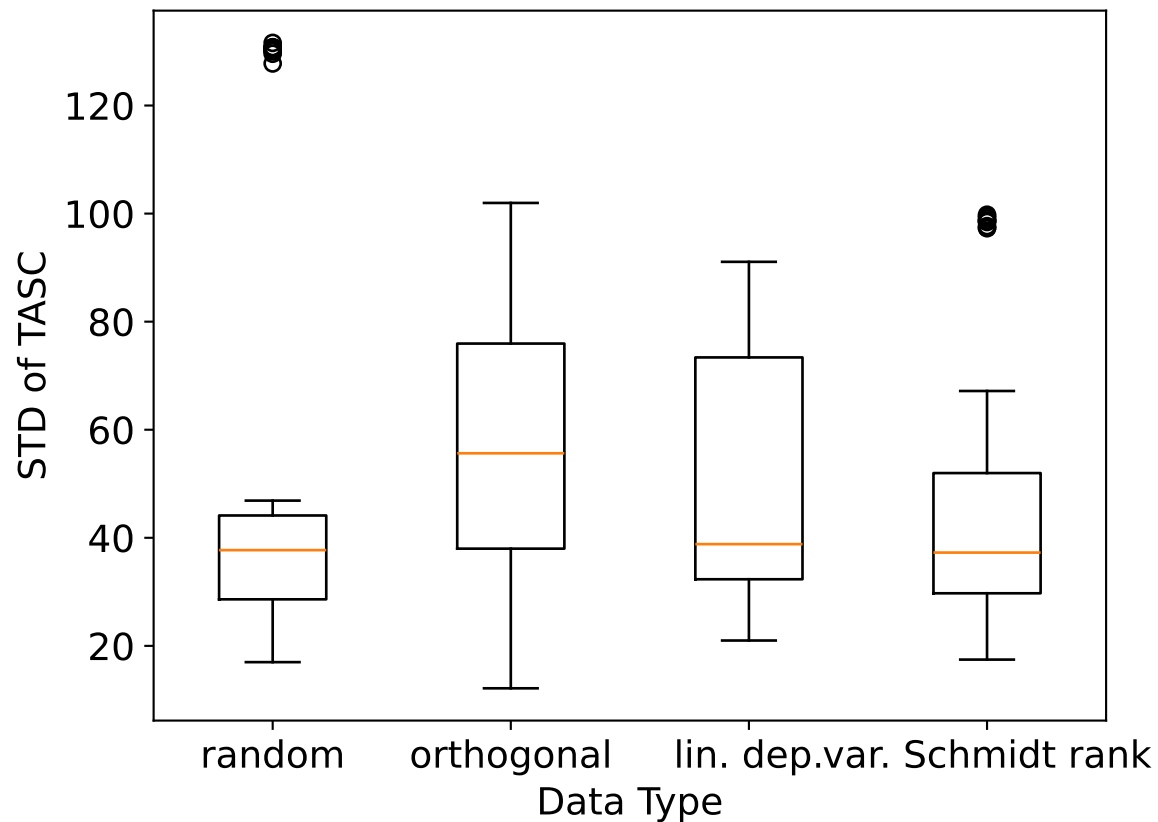 120
100
80
60
40
20
STD of TASC
random
orthogonal
lin. dep.
var. Schmidt rank
Data Type